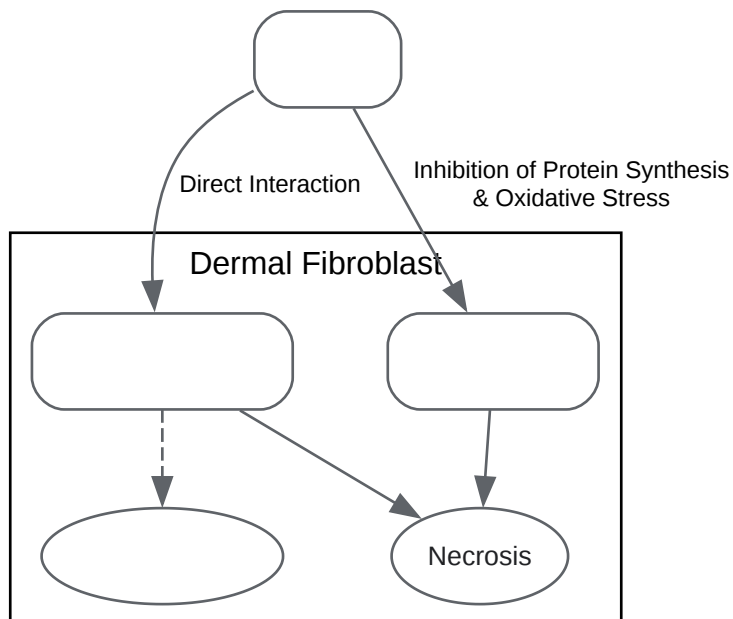 Direct Interaction
Inhibition of Protein Synthesis
& Oxidative Stress
Dermal Fibroblast
Necrosis